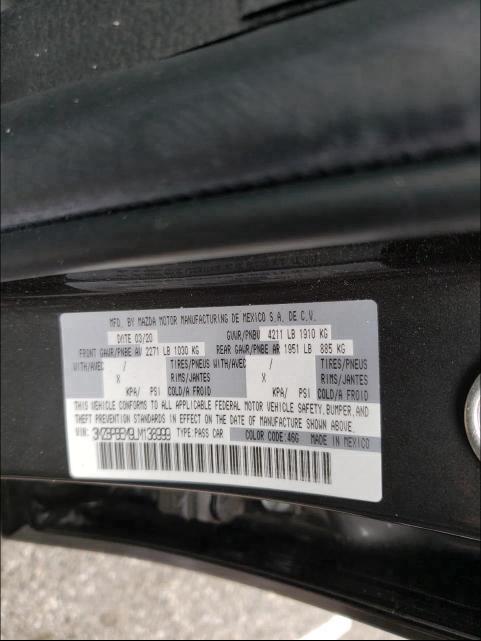 MFD. BY MAZDA MOTOR MANUFACTURING DE MEXICO S.A. DE C.V.
DATE 03/20 GVWR/PNBV 4211 LB 1910 KG
FRONT GAWR/PNBE AV 2271 LB 1030 KG REAR GAWR/PNBE AR 1951 LB 885 KG
WITH/AVEC / TIRES/PNEUS WITH/AVEC / TIRES/PNEUS
X RIMS/JANTES X RIMS/JANTES
KPA/ PSI COLD/A FROID KPA/ PSI COLD/A FROID
THIS VEHICLE CONFORMS TO ALL APPLICABLE FEDERAL MOTOR VEHICLE SAFETY, BUMPER, AND
THEFT PREVENTION STANDARDS IN EFFECT ON THE DATE OF MANUFACTURE SHOWN ABOVE.
VIN: TYPE: PASS CAR COLOR CODE: 46G MADE IN MEXICO